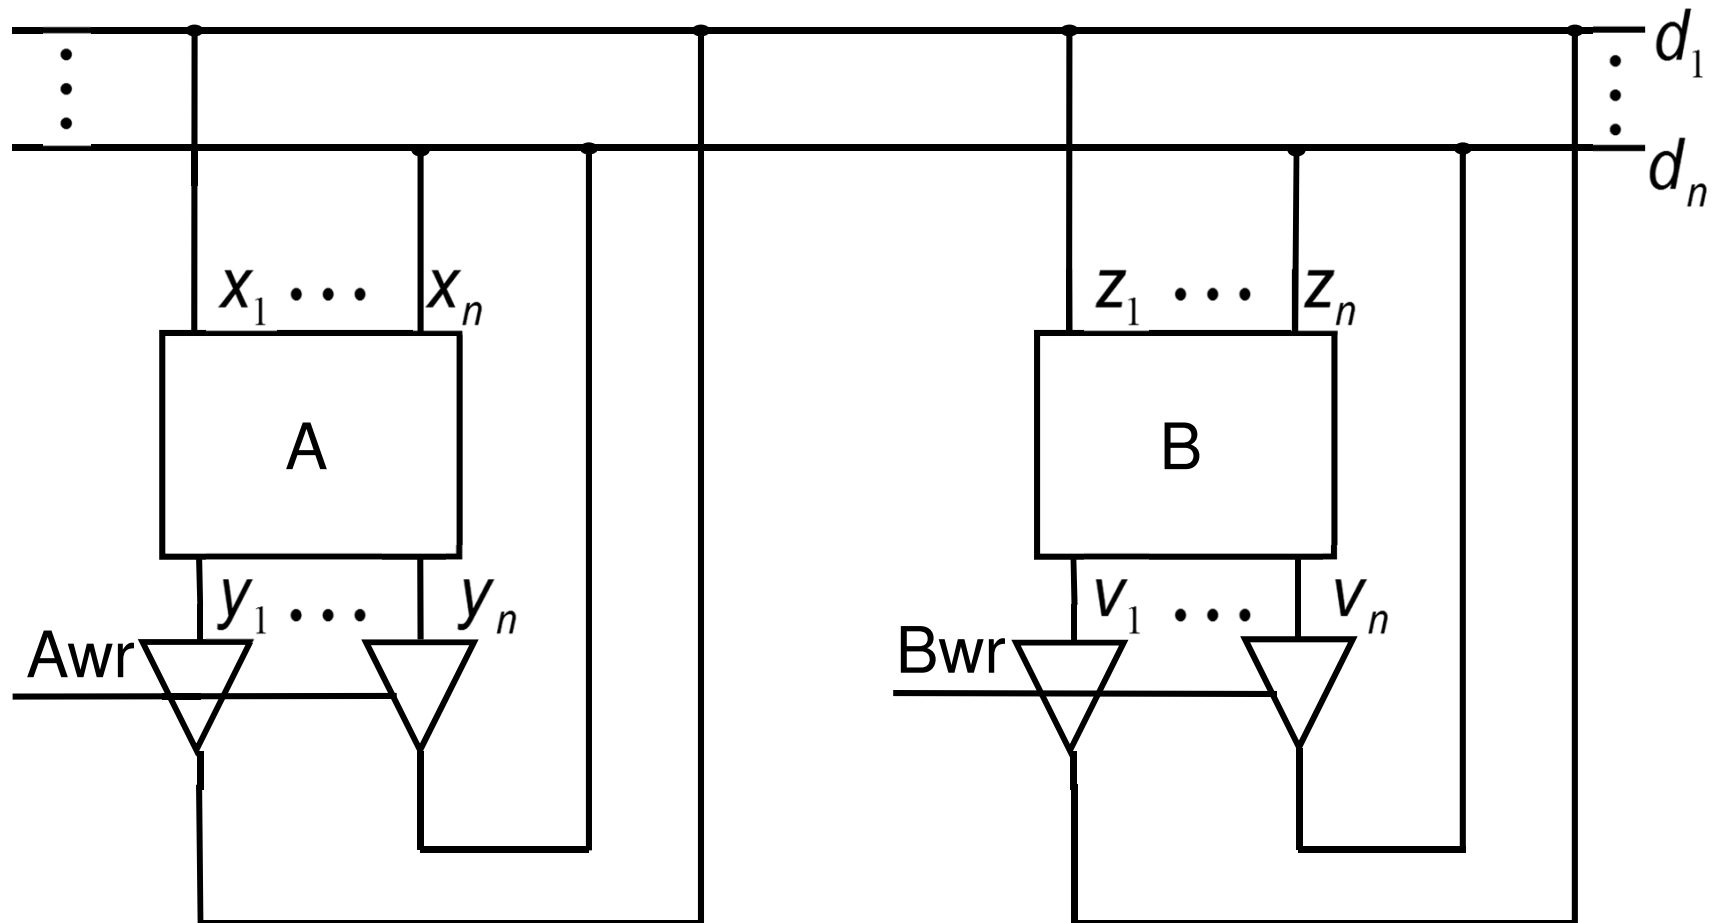 d1
dn
x1 ... xn z1 ... zn
A B
y1 ... yn v1 ... vn
Awr Bwr